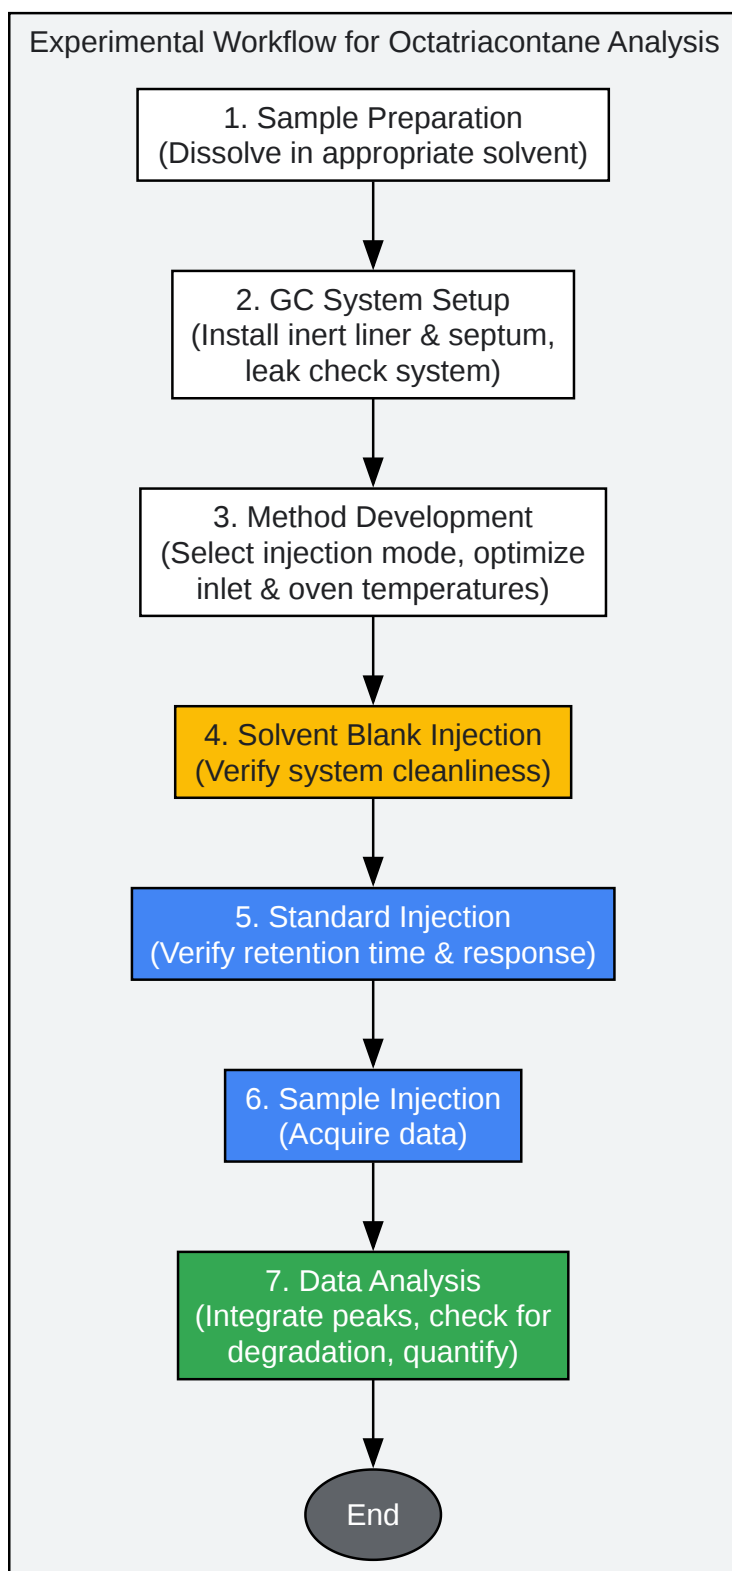 Experimental Workflow for Octatriacontane Analysis
1. Sample Preparation
(Dissolve in appropriate solvent)
2. GC System Setup
(Install inert liner & septum,
leak check system)
3. Method Development
(Select injection mode, optimize
inlet & oven temperatures)
4. Solvent Blank Injection
(Verify system cleanliness)
5. Standard Injection
(Verify retention time & response)
6. Sample Injection
(Acquire data)
7. Data Analysis
(Integrate peaks, check for
degradation, quantify)
End